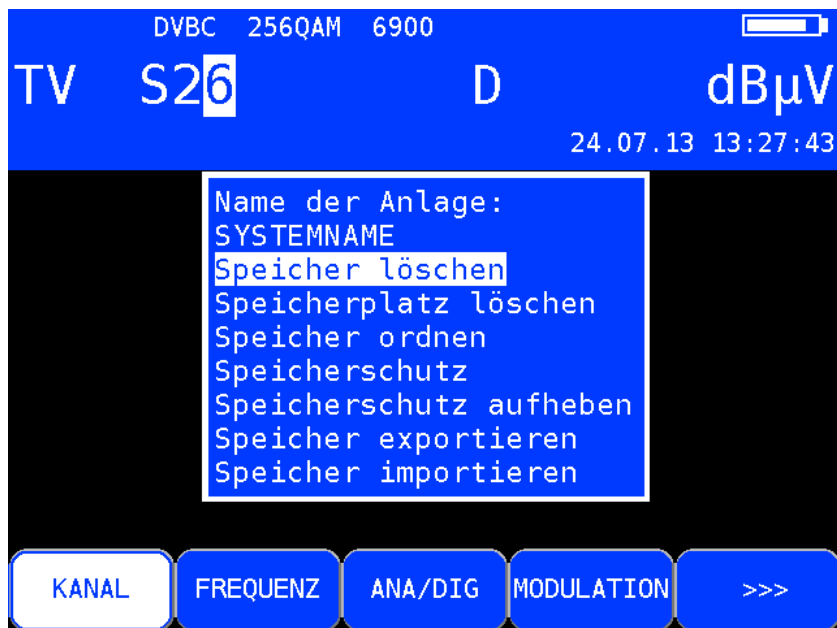 DVBC 256QAM 6900
TV S26 D dBµV
24.07.13 13:27:43
Name der Anlage:
SYSTEMNAME
Speicher löschen
Speicherplatz löschen
Speicher ordnen
Speicherschutz
Speicherschutz aufheben
Speicher exportieren
Speicher importieren
KANAL FREQUENZ ANA/DIG MODULATION >>>